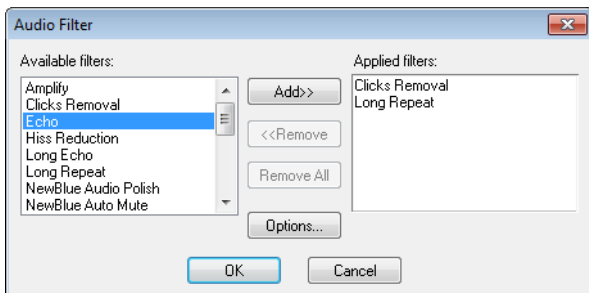 Audio Filter
Available filters:
Amplify
Clicks Removal
Echo
Hiss Reduction
Long Echo
Long Repeat
NewBlue Audio Polish
NewBlue Auto Mute
Add>>
<<Remove
Remove All
Options...
Applied filters:
Clicks Removal
Long Repeat
OK
Cancel